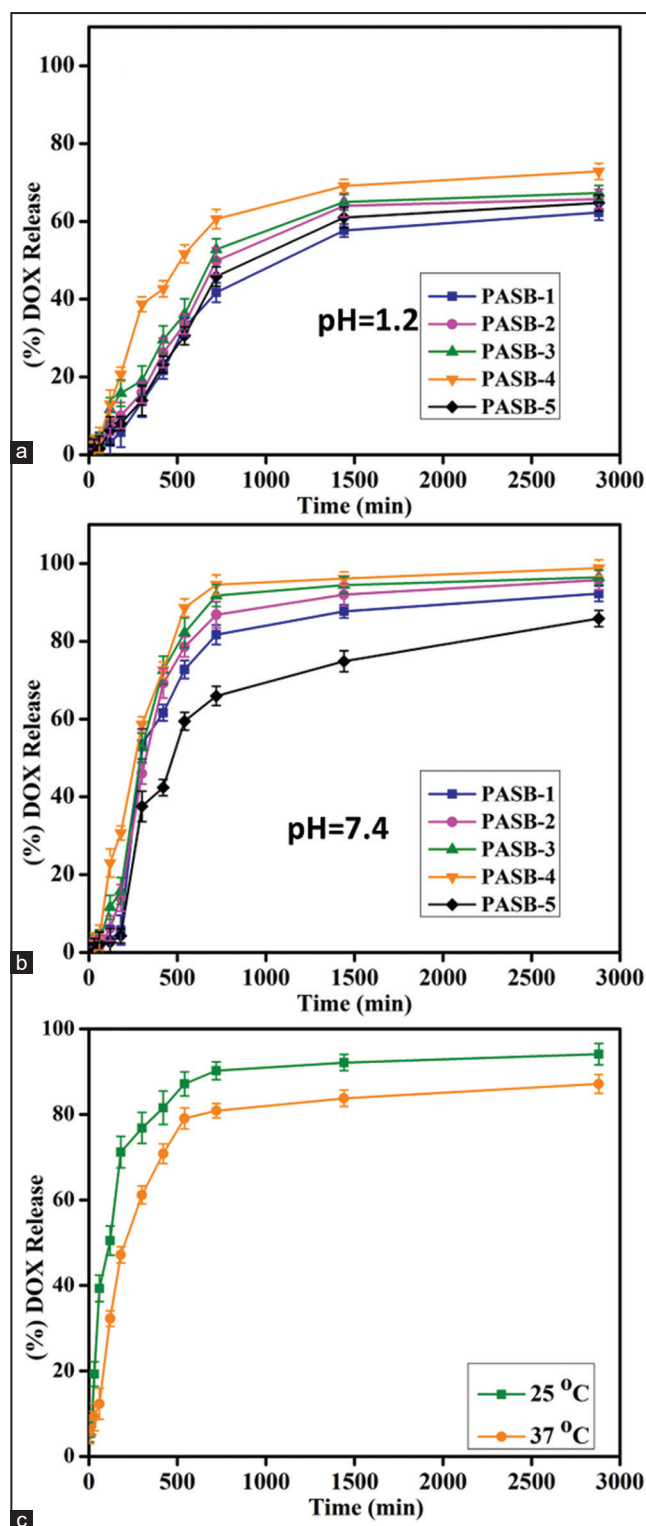 100
80
60
40
20
0
(%) DOX Release
pH=1.2
PASB-1
PASB-2
PASB-3
PASB-4
PASB-5
0 500 1000 1500 2000 2500 3000
Time (min)
a
100
80
60
40
20
0
(%) DOX Release
pH=7.4
PASB-1
PASB-2
PASB-3
PASB-4
PASB-5
0 500 1000 1500 2000 2500 3000
Time (min)
b
100
80
60
40
20
0
(%) DOX Release
25 °C
37 °C
0 500 1000 1500 2000 2500 3000
Time (min)
c